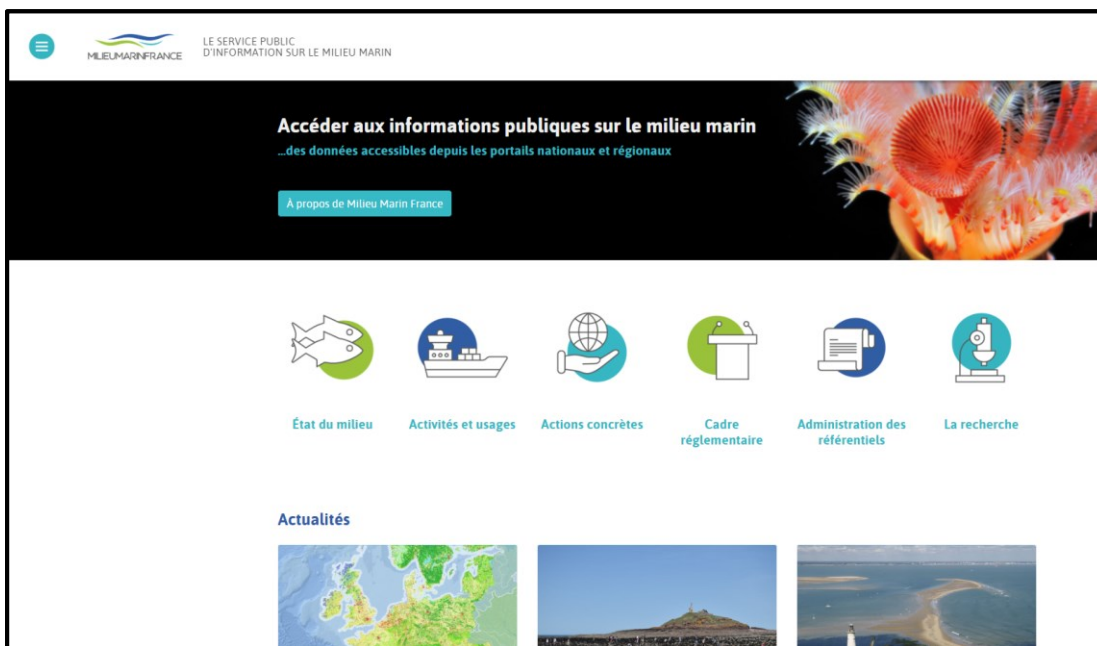 MILIEUMARINFRANCE
LE SERVICE PUBLIC
D'INFORMATION SUR LE MILIEU MARIN
Accéder aux informations publiques sur le milieu marin
...des données accessibles depuis les portails nationaux et régionaux
À propos de Milieu Marin France
État du milieu
Activités et usages
Actions concrètes
Cadre
réglementaire
Administration des
référentiels
La recherche
Actualités